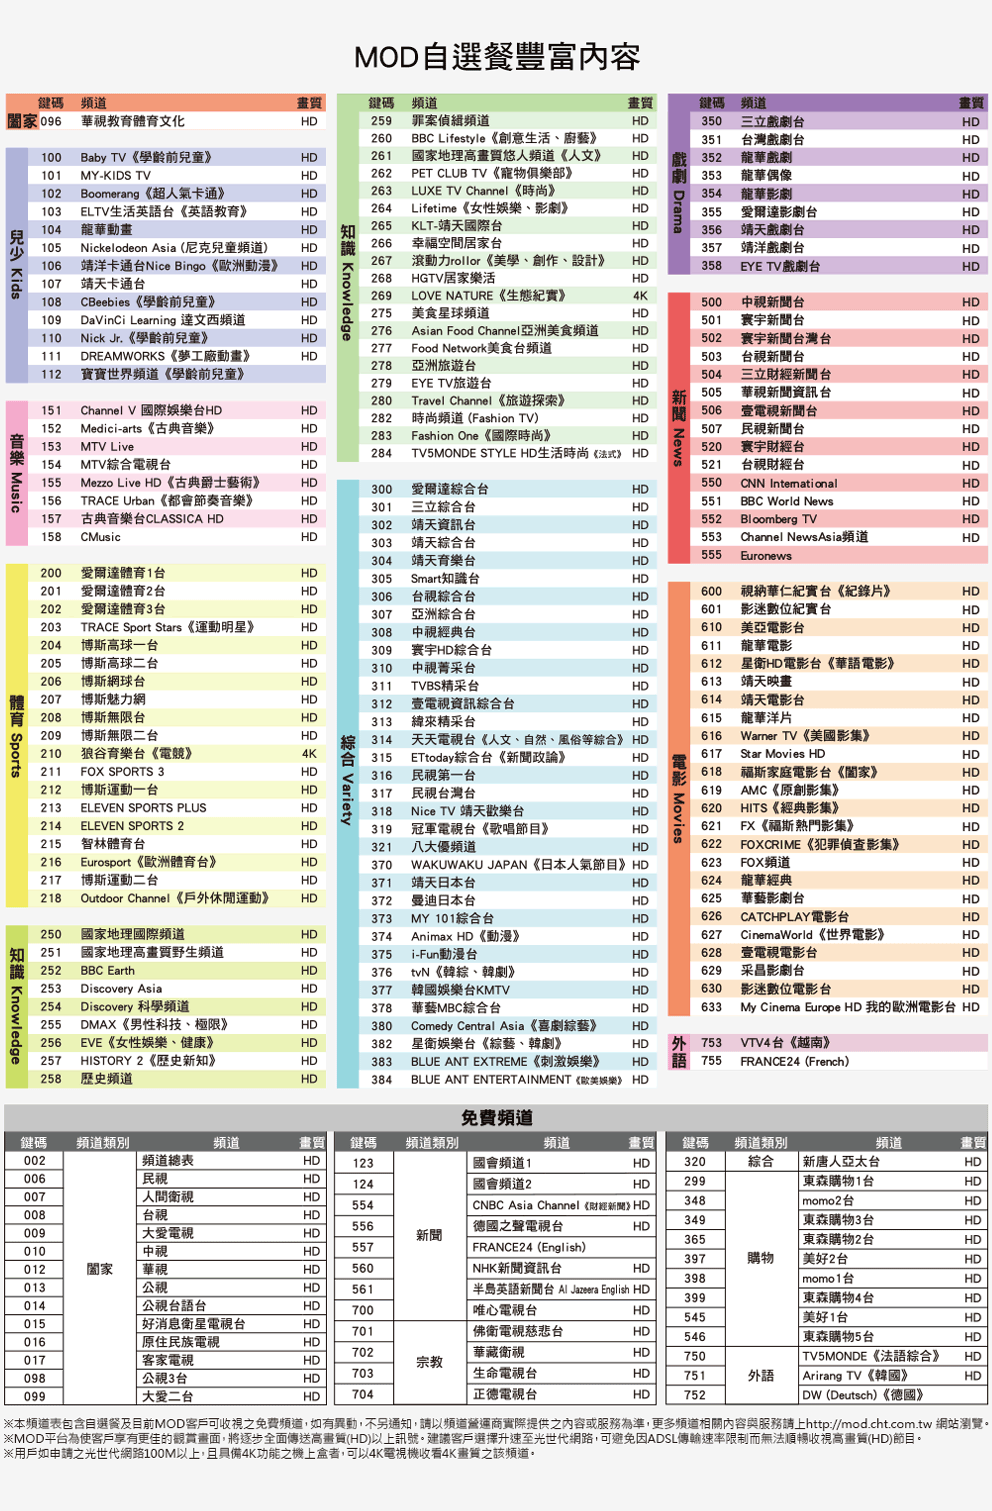 MOD自選餐豐富內容
鍵碼 頻道 畫質
闔家
096 華視教育體育文化 HD
兒少 Kids
100 Baby TV《學齡前兒童》 HD
101 MY-KIDS TV HD
102 Boomerang《超人氣卡通》 HD
103 ELTV生活英語台《英語教育》 HD
104 龍華動畫 HD
105 Nickelodeon Asia (尼克兒童頻道) HD
106 靖洋卡通台Nice Bingo《歐洲動漫》 HD
107 靖天卡通台 HD
108 CBeebies《學齡前兒童》 HD
109 DaVinCi Learning 達文西頻道 HD
110 Nick Jr.《學齡前兒童》 HD
111 DREAMWORKS《夢工廠動畫》 HD
112 寶寶世界頻道《學齡前兒童》
音樂 Music
151 Channel V 國際娛樂台HD HD
152 Medici-arts《古典音樂》 HD
153 MTV Live HD
154 MTV綜合電視台 HD
155 Mezzo Live HD《古典爵士藝術》 HD
156 TRACE Urban《都會節奏音樂》 HD
157 古典音樂台CLASSICA HD HD
158 CMusic HD
體育 Sports
200 愛爾達體育1台 HD
201 愛爾達體育2台 HD
202 愛爾達體育3台 HD
203 TRACE Sport Stars《運動明星》 HD
204 博斯高球一台 HD
205 博斯高球二台 HD
206 博斯網球台 HD
207 博斯魅力網 HD
208 博斯無限台 HD
209 博斯無限二台 HD
210 狼谷育樂台《電競》 4K
211 FOX SPORTS 3 HD
212 博斯運動一台 HD
213 ELEVEN SPORTS PLUS HD
214 ELEVEN SPORTS 2 HD
215 智林體育台 HD
216 Eurosport《歐洲體育台》 HD
217 博斯運動二台 HD
218 Outdoor Channel《戶外休閒運動》 HD
知識 Knowledge
250 國家地理國際頻道 HD
251 國家地理高畫質野生頻道 HD
252 BBC Earth HD
253 Discovery Asia HD
254 Discovery 科學頻道 HD
255 DMAX《男性科技、極限》 HD
256 EVE《女性娛樂、健康》 HD
257 HISTORY 2《歷史新知》 HD
258 歷史頻道 HD
鍵碼 頻道 畫質
知識 Knowledge
259 罪案偵緝頻道 HD
260 BBC Lifestyle《創意生活、廚藝》 HD
261 國家地理高畫質悠人頻道《人文》 HD
262 PET CLUB TV《寵物俱樂部》 HD
263 LUXE TV Channel《時尚》 HD
264 Lifetime《女性娛樂、影劇》 HD
265 KLT-靖天國際台 HD
266 幸福空間居家台 HD
267 滾動力rollor《美學、創作、設計》 HD
268 HGTV居家樂活 HD
269 LOVE NATURE《生態紀實》 4K
275 美食星球頻道 HD
276 Asian Food Channel亞洲美食頻道 HD
277 Food Network美食台頻道 HD
278 亞洲旅遊台 HD
279 EYE TV旅遊台 HD
280 Travel Channel《旅遊探索》 HD
282 時尚頻道 (Fashion TV) HD
283 Fashion One《國際時尚》 HD
284 TV5MONDE STYLE HD生活時尚《法式》 HD
綜合 Variety
300 愛爾達綜合台 HD
301 三立綜合台 HD
302 靖天資訊台 HD
303 靖天綜合台 HD
304 靖天育樂台 HD
305 Smart知識台 HD
306 台視綜合台 HD
307 亞洲綜合台 HD
308 中視經典台 HD
309 寰宇HD綜合台 HD
310 中視菁采台 HD
311 TVBS精采台 HD
312 壹電視資訊綜合台 HD
313 緯來精采台 HD
314 天天電視台《人文、自然、風俗等綜合》 HD
315 ETtoday綜合台《新聞政論》 HD
316 民視第一台 HD
317 民視台灣台 HD
318 Nice TV 靖天歡樂台 HD
319 冠軍電視台《歌唱節目》 HD
321 八大優頻道 HD
370 WAKUWAKU JAPAN《日本人氣節目》 HD
371 靖天日本台 HD
372 曼迪日本台 HD
373 MY 101綜合台 HD
374 Animax HD《動漫》 HD
375 i-Fun動漫台 HD
376 tvN《韓綜、韓劇》 HD
377 韓國娛樂台KMTV HD
378 華藝MBC綜合台 HD
380 Comedy Central Asia《喜劇綜藝》 HD
382 星衛娛樂台《綜藝、韓劇》 HD
383 BLUE ANT EXTREME《刺激娛樂》 HD
384 BLUE ANT ENTERTAINMENT《歐美娛樂》 HD
鍵碼 頻道 畫質
戲劇 Drama
350 三立戲劇台 HD
351 台灣戲劇台 HD
352 龍華戲劇 HD
353 龍華偶像 HD
354 龍華影劇 HD
355 愛爾達影劇台 HD
356 靖天戲劇台 HD
357 靖洋戲劇台 HD
358 EYE TV戲劇台 HD
新聞 News
500 中視新聞台 HD
501 寰宇新聞台 HD
502 寰宇新聞台灣台 HD
503 台視新聞台 HD
504 三立財經新聞台 HD
505 華視新聞資訊台 HD
506 壹電視新聞台 HD
507 民視新聞台 HD
520 寰宇財經台 HD
521 台視財經台 HD
550 CNN International HD
551 BBC World News HD
552 Bloomberg TV HD
553 Channel NewsAsia頻道 HD
555 Euronews
電影 Movies
600 視納華仁紀實台《紀錄片》 HD
601 影迷數位紀實台 HD
610 美亞電影台 HD
611 龍華電影 HD
612 星衛HD電影台《華語電影》 HD
613 靖天映畫 HD
614 靖天電影台 HD
615 龍華洋片 HD
616 Warner TV《美國影集》 HD
617 Star Movies HD HD
618 福斯家庭電影台《闔家》 HD
619 AMC《原創影集》 HD
620 HITS《經典影集》 HD
621 FX《福斯熱門影集》 HD
622 FOXCRIME《犯罪偵查影集》 HD
623 FOX頻道 HD
624 龍華經典 HD
625 華藝影劇台 HD
626 CATCHPLAY電影台 HD
627 CinemaWorld《世界電影》 HD
628 壹電視電影台 HD
629 采昌影劇台 HD
630 影迷數位電影台 HD
633 My Cinema Europe HD 我的歐洲電影台 HD
外語
753 VTV4台《越南》 HD
755 FRANCE24 (French) HD
免費頻道
鍵碼 頻道類別 頻道 畫質
闔家
002 頻道總表 HD
006 民視 HD
007 人間衛視 HD
008 台視 HD
009 大愛電視 HD
010 中視 HD
012 華視 HD
013 公視 HD
014 公視台語台 HD
015 好消息衛星電視台 HD
016 原住民族電視 HD
017 客家電視 HD
098 公視3台 HD
099 大愛二台 HD
鍵碼 頻道類別 頻道 畫質
新聞
123 國會頻道1 HD
124 國會頻道2 HD
554 CNBC Asia Channel《財經新聞》 HD
556 德國之聲電視台 HD
557 FRANCE24 (English)
560 NHK新聞資訊台 HD
561 半島英語新聞台 Al Jazeera English HD
700 唯心電視台 HD
宗教
701 佛衛電視慈悲台 HD
702 華藏衛視 HD
703 生命電視台 HD
704 正德電視台 HD
鍵碼 頻道類別 頻道 畫質
320 綜合 新唐人亞太台 HD
購物
299 東森購物1台 HD
348 momo2台 HD
349 東森購物3台 HD
365 東森購物2台 HD
397 美好2台 HD
398 momo1台 HD
399 東森購物4台 HD
545 美好1台 HD
546 東森購物5台 HD
外語
750 TV5MONDE《法語綜合》 HD
751 Arirang TV《韓國》 HD
752 DW (Deutsch)《德國》
※本頻道表包含自選餐及目前MOD客戶可收視之免費頻道，如有異動，不另通知，請以頻道營運商實際提供之內容或服務為準，更多頻道相關內容與服務請上http://mod.cht.com.tw 網站瀏覽。
※MOD平台為使客戶享有更佳的觀賞畫面，將逐步全面傳送高畫質(HD)以上訊號。建議客戶選擇升速至光世代網路，可避免因ADSL傳輸速率限制而無法順暢收視高畫質(HD)節目。
※用戶如申請之光世代網路100M以上，且具備4K功能之機上盒者，可以4K電視機收看4K畫質之該頻道。